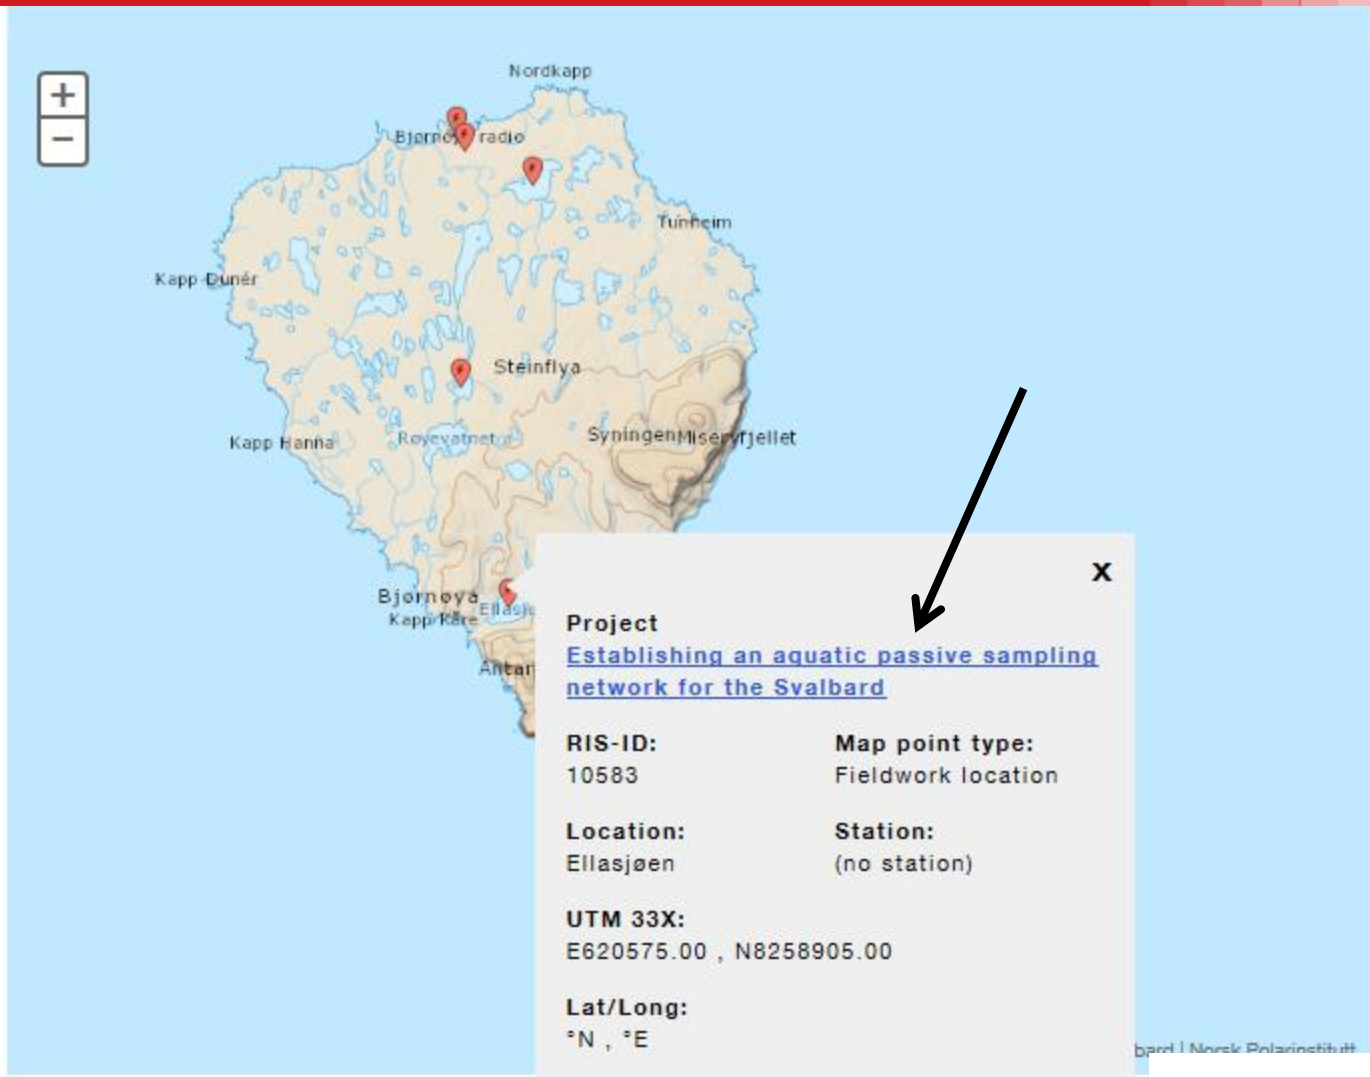 +
−
Nordkapp
radio
Tunheim
Kapp Dunér
Steinflya
Kapp Hanna
Røyevatnet
Syningen
Miseryfjellet
Bjørnøya
Kapp Kåre
X
Project
Establishing an aquatic passive sampling
network for the Svalbard
RIS-ID:
Map point type:
10583
Fieldwork location
Location:
Station:
Ellasjøen
(no station)
UTM 33X:
E620575.00 , N8258905.00
Lat/Long:
°N , °E
bard | Norsk Polarinstitutt